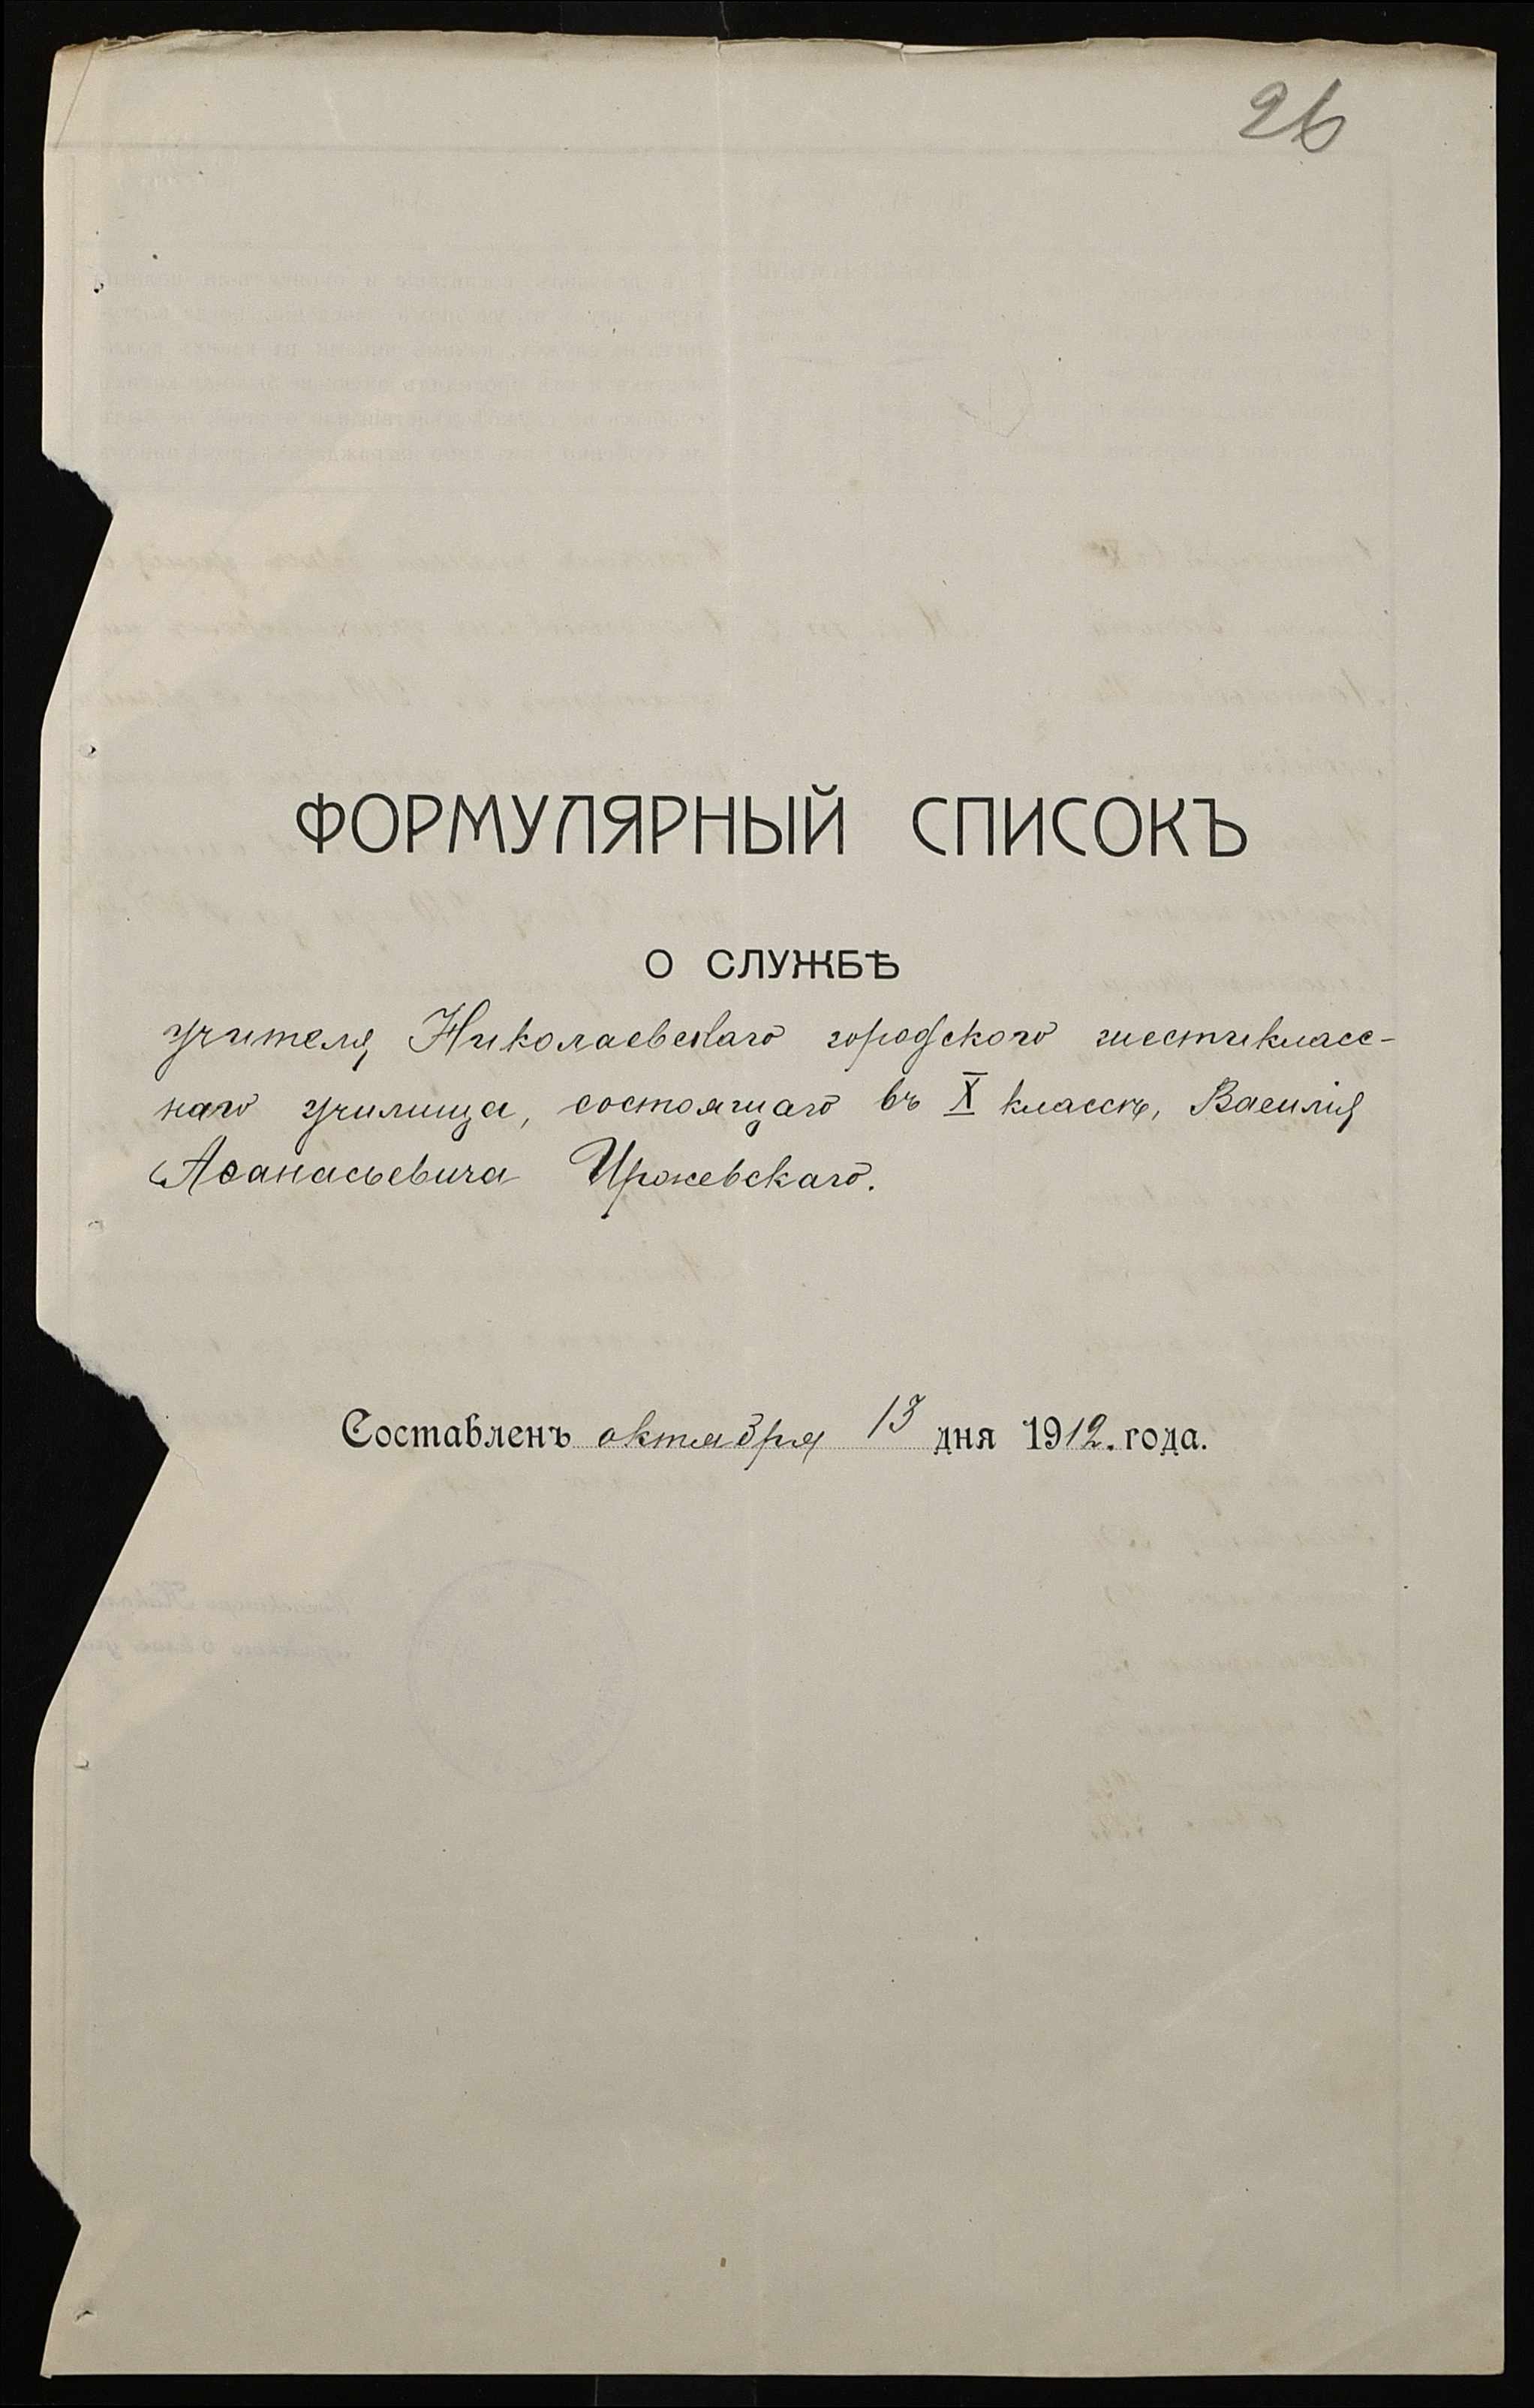 26
ФОРМУЛЯРНЫЙ СПИСОКЪ
О СЛУЖБѢ
учителя Николаевскаго городского шестикласс-
наго училища, состоящаго въ X классѣ, Василія
Аѳанасьевича Иржевскаго.
Составленъ октября 13 дня 1912. года.